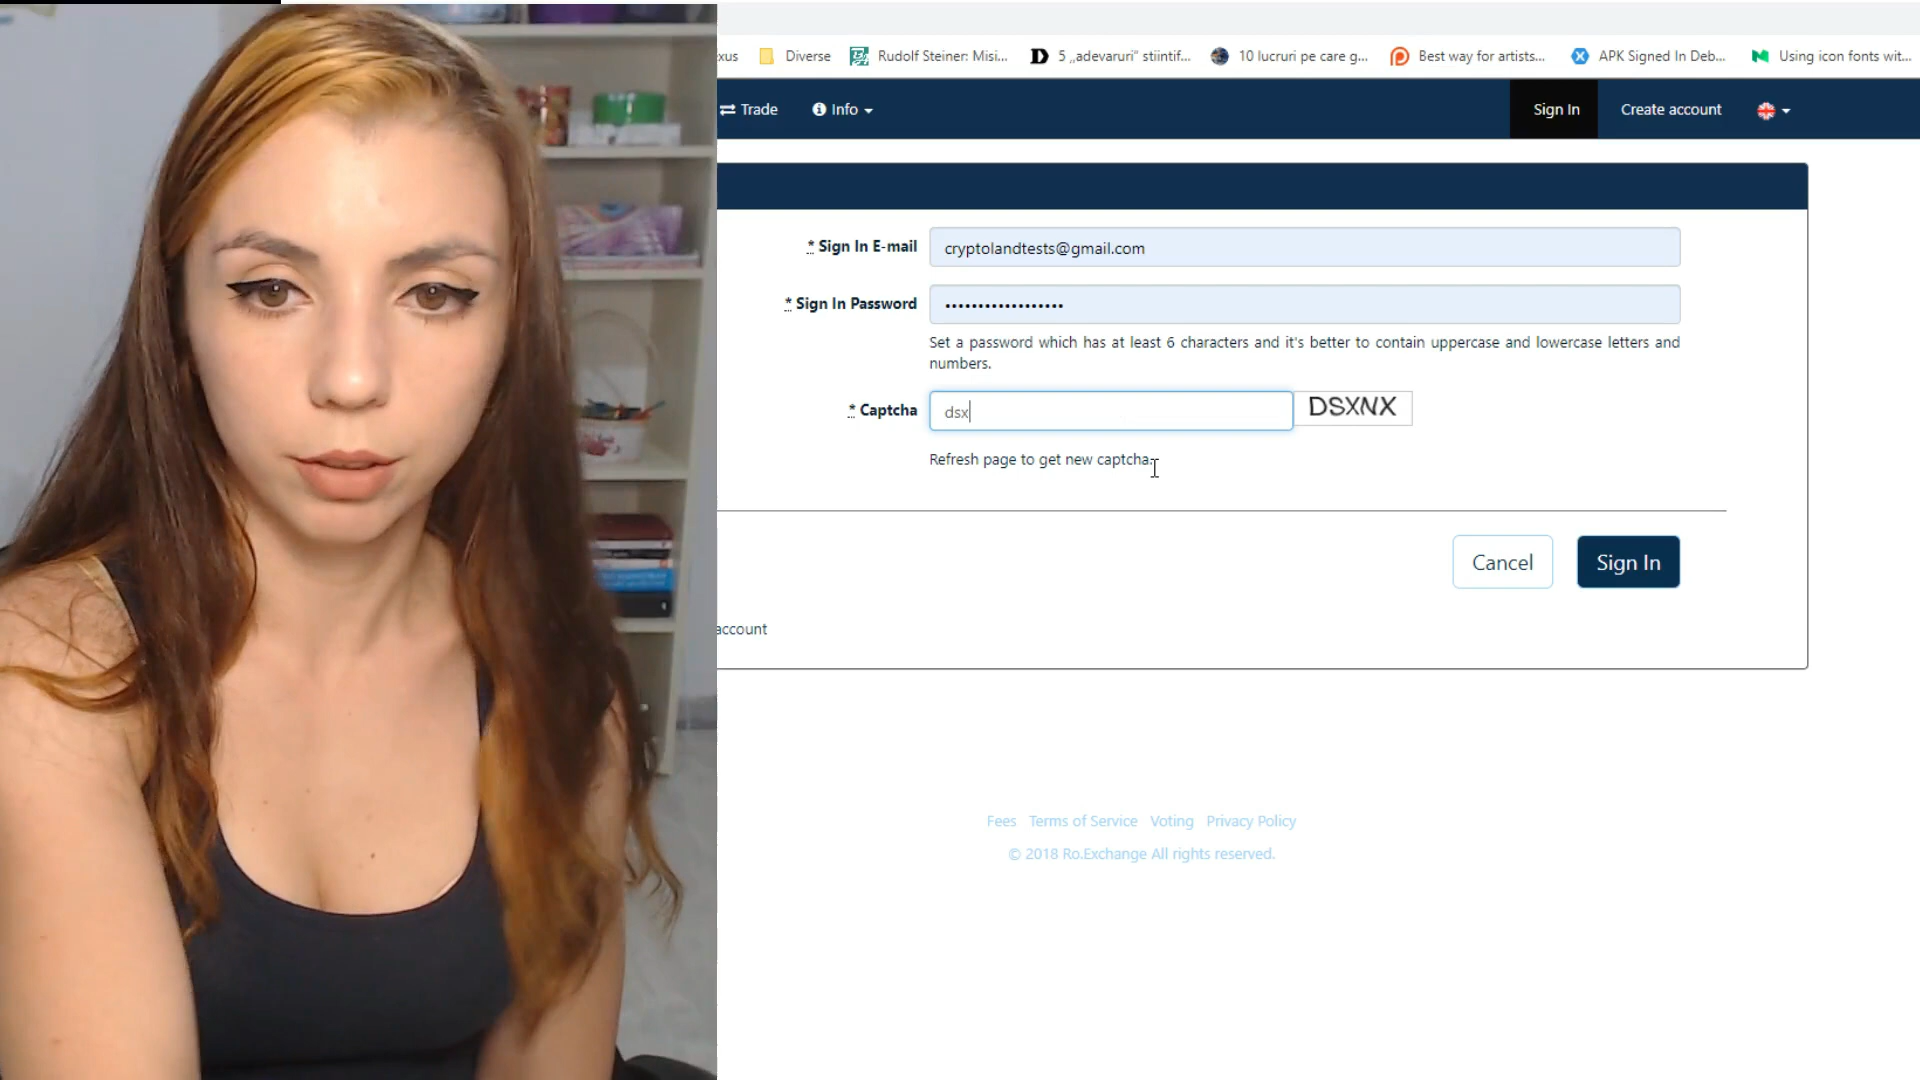 xus Diverse Rudolf Steiner: Misi... 5 „adevaruri" stiintif... 10 lucruri pe care g... Best way for artists... APK Signed In Deb... Using icon fonts wit...
Trade Info Sign In Create account
* Sign In E-mail cryptolandtests@gmail.com
* Sign In Password ••••••••••••••••••
Set a password which has at least 6 characters and it's better to contain uppercase and lowercase letters and
numbers.
* Captcha dsx DSXNX
Refresh page to get new captcha.
Cancel Sign In
account
Fees Terms of Service Voting Privacy Policy
© 2018 Ro.Exchange All rights reserved.